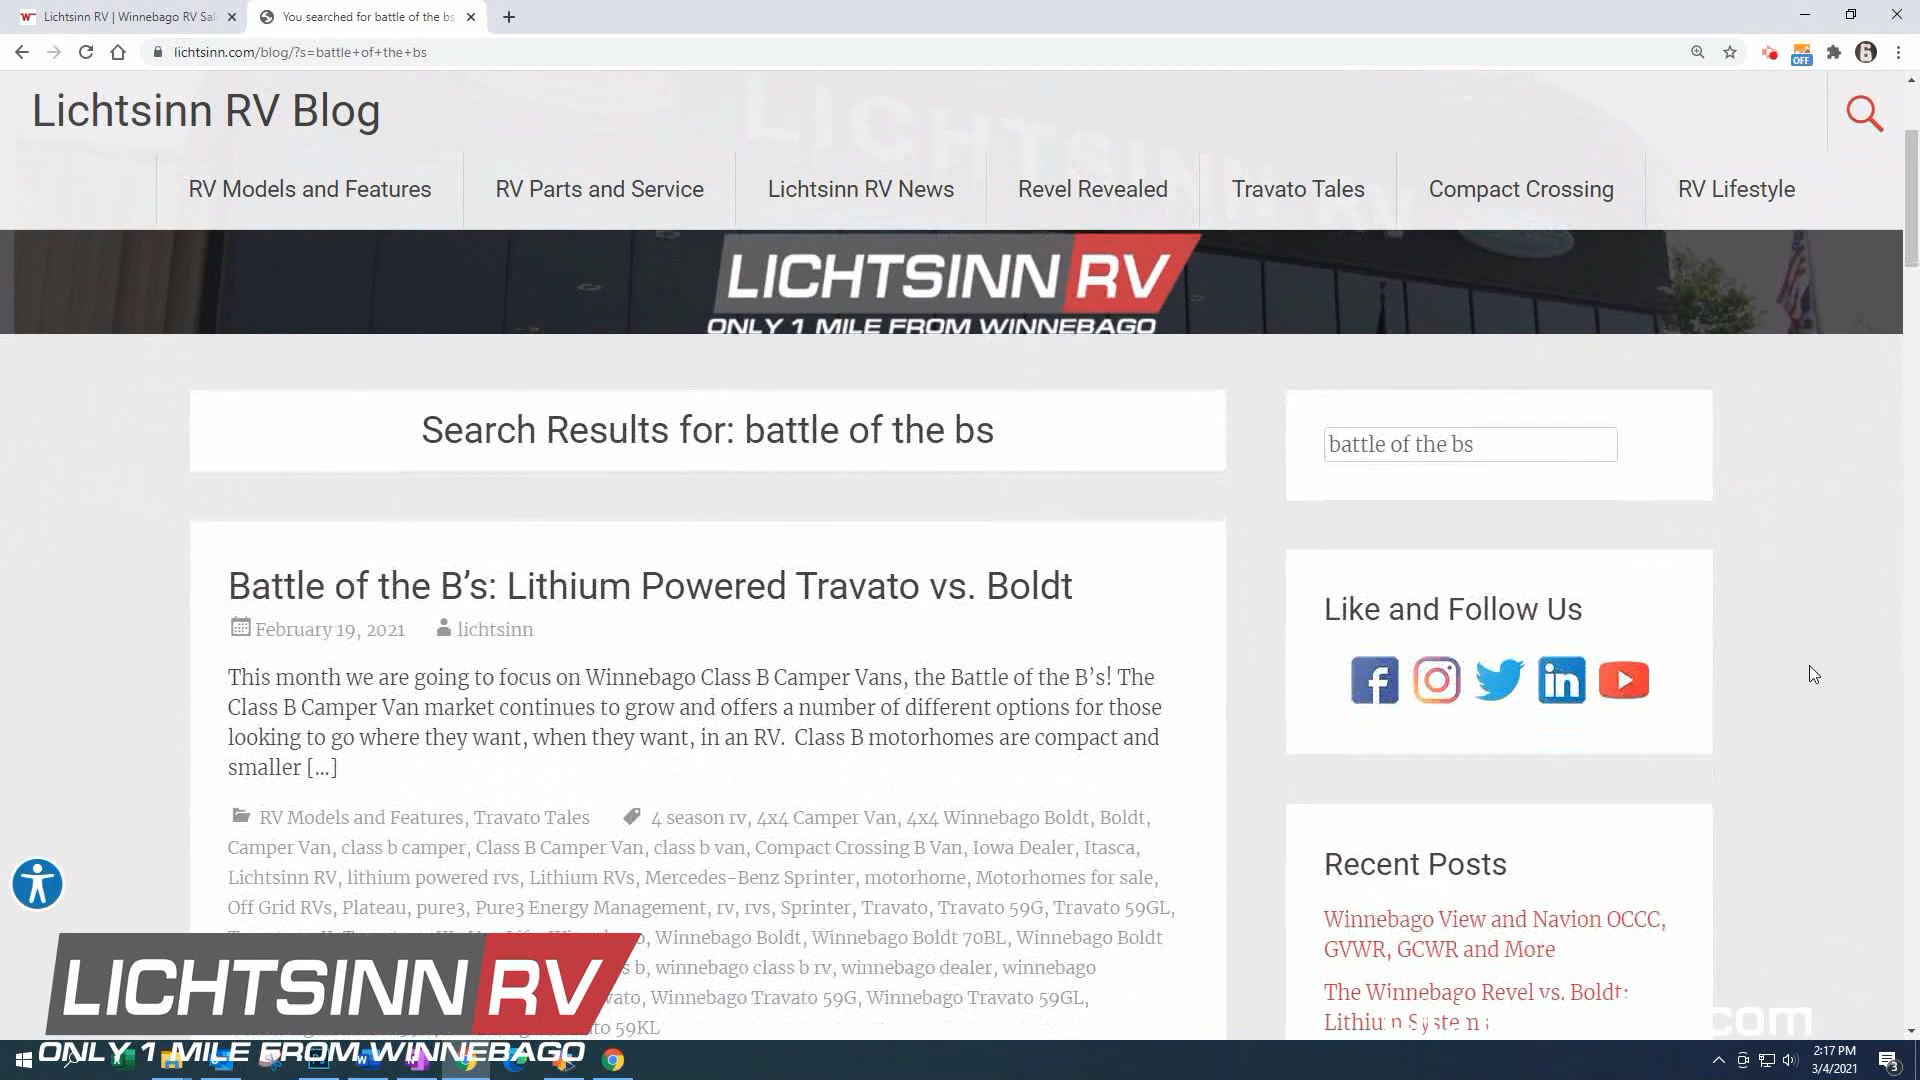 Lichtsinn RV | Winnebago RV Sal
You searched for battle of the bs
lichtsinn.com/blog/?s=battle+of+the+bs
OFF
Lichtsinn RV Blog
RV Models and Features
RV Parts and Service
Lichtsinn RV News
Revel Revealed
Travato Tales
Compact Crossing
RV Lifestyle
LICHTSINN RV
ONLY 1 MILE FROM WINNEBAGO
Search Results for: battle of the bs
battle of the bs
Battle of the B’s: Lithium Powered Travato vs. Boldt
February 19, 2021 lichtsinn
This month we are going to focus on Winnebago Class B Camper Vans, the Battle of the B’s! The
Class B Camper Van market continues to grow and offers a number of different options for those
looking to go where they want, when they want, in an RV. Class B motorhomes are compact and
smaller [...]
RV Models and Features, Travato Tales 4 season rv, 4x4 Camper Van, 4x4 Winnebago Boldt, Boldt,
Camper Van, class b camper, Class B Camper Van, class b van, Compact Crossing B Van, Iowa Dealer, Itasca,
Lichtsinn RV, lithium powered rvs, Lithium RVs, Mercedes-Benz Sprinter, motorhome, Motorhomes for sale,
Off Grid RVs, Plateau, pure3, Pure3 Energy Management, rv, rvs, Sprinter, Travato, Travato 59G, Travato 59GL,
Winnebago Boldt, Winnebago Boldt 70BL, Winnebago Boldt
b, winnebago class b rv, winnebago dealer, winnebago
Winnebago Travato 59G, Winnebago Travato 59GL,
59KL
Like and Follow Us
Recent Posts
Winnebago View and Navion OCCC,
GVWR, GCWR and More
The Winnebago Revel vs. Boldt:
Lithium Systems
LICHTSINN RV
ONLY 1 MILE FROM WINNEBAGO
.com
2:17 PM
3/4/2021
3